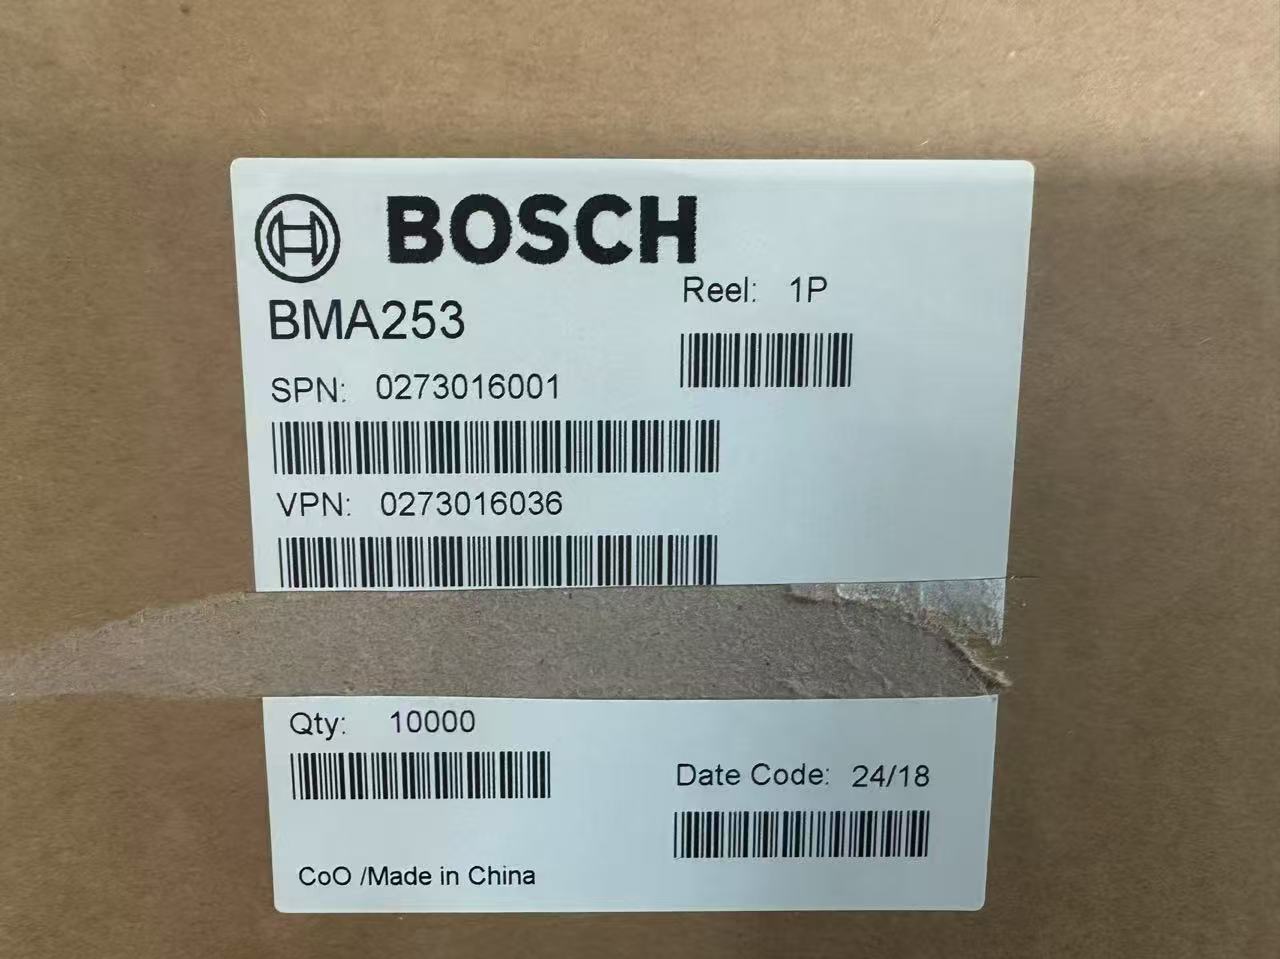 BOSCH
Reel: 1P
BMA253
SPN: 0273016001
VPN: 0273016036
Qty: 10000
Date Code: 24/18
CoO /Made in China